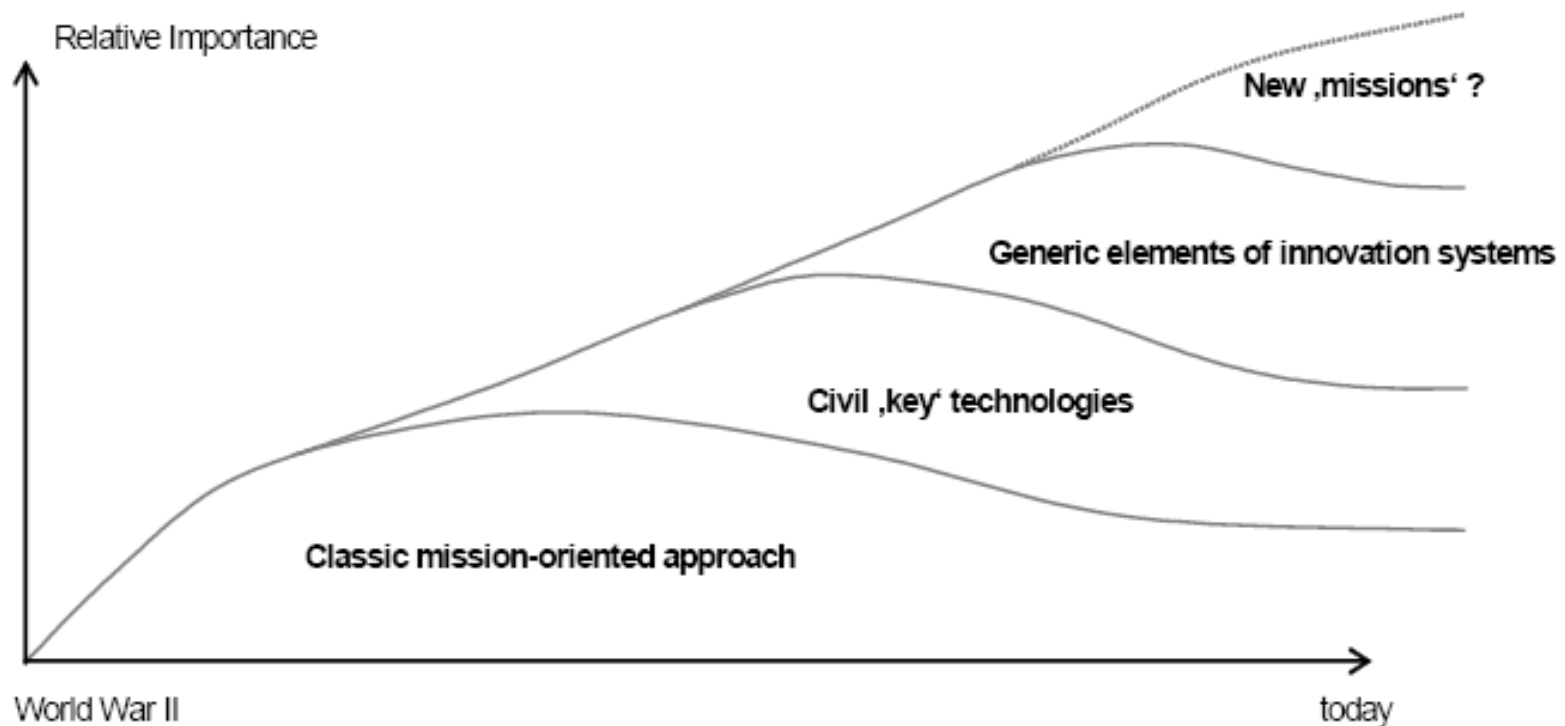 Relative Importance
New ‚missions‘ ?
Generic elements of innovation systems
Civil ‚key‘ technologies
Classic mission-oriented approach
World War II
today